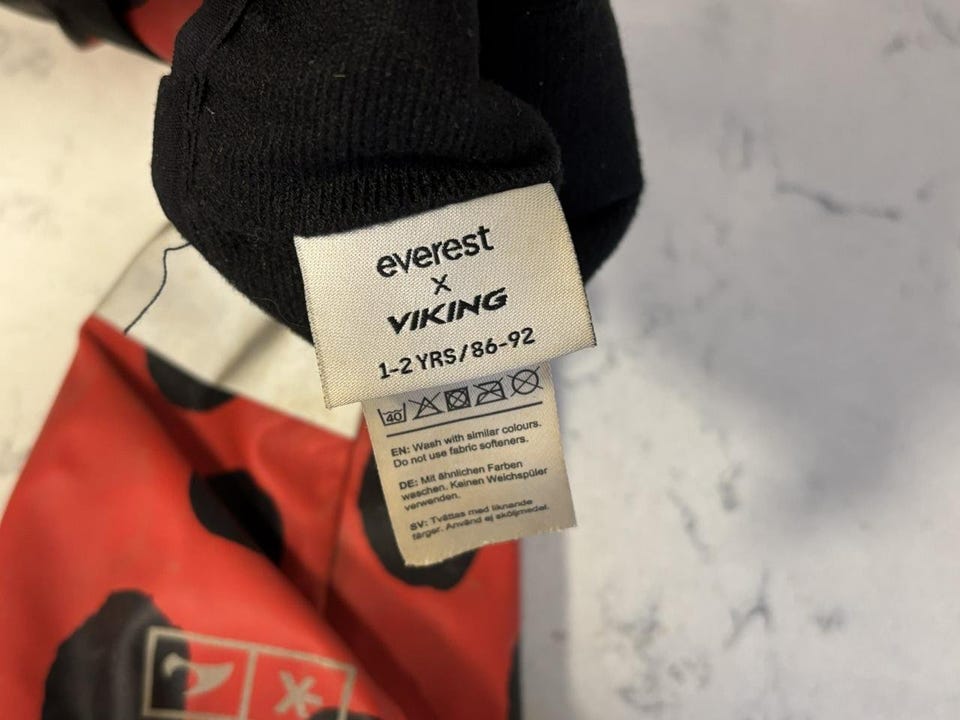 everest
X
VIKING
1-2 YRS/86-92
40
EN: Wash with similar colours.
Do not use fabric softeners.
DE: Mit ähnlichen Farben
waschen. Keinen Weichspüler
verwenden.
SV: Tvättas med liknande
färger. Använd ej sköljmedel.